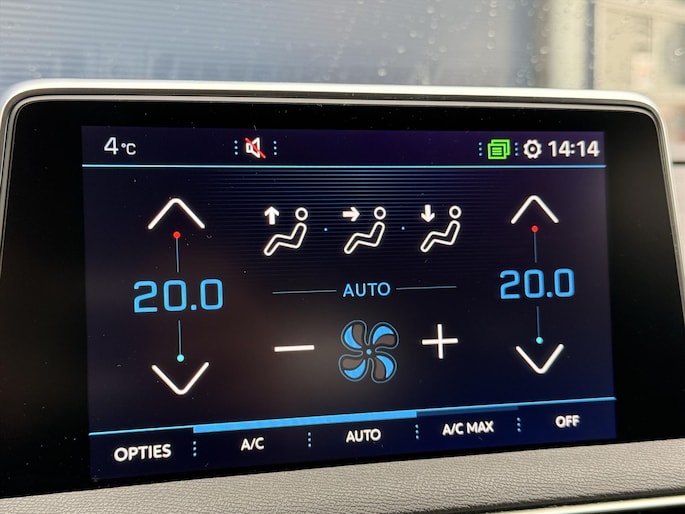 4°C 14:14
20.0 20.0
AUTO
OPTIES A/C AUTO A/C MAX OFF